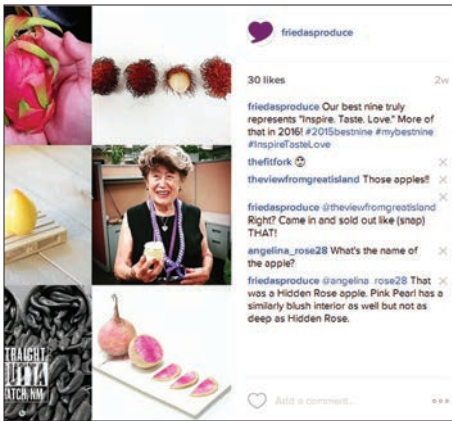 friedasproduce
30 likes
2w
friedasproduce Our best nine truly
represents "Inspire. Taste. Love." More of
that in 2016! #2015bestnine #mybestnine
#InspireTasteLove
thefitfork
theviewfromgreatisland Those apples!!
friedasproduce @theviewfromgreatisland
Right? Came in and sold out like (snap)
THAT!
angelina_rose28 What's the name of
the apple?
friedasproduce @angelina_rose28 That
was a Hidden Rose apple. Pink Pearl has a
similarly blush interior as well but not as
deep as Hidden Rose.
Add a comment...
TRAIGHT
ATCH, NM